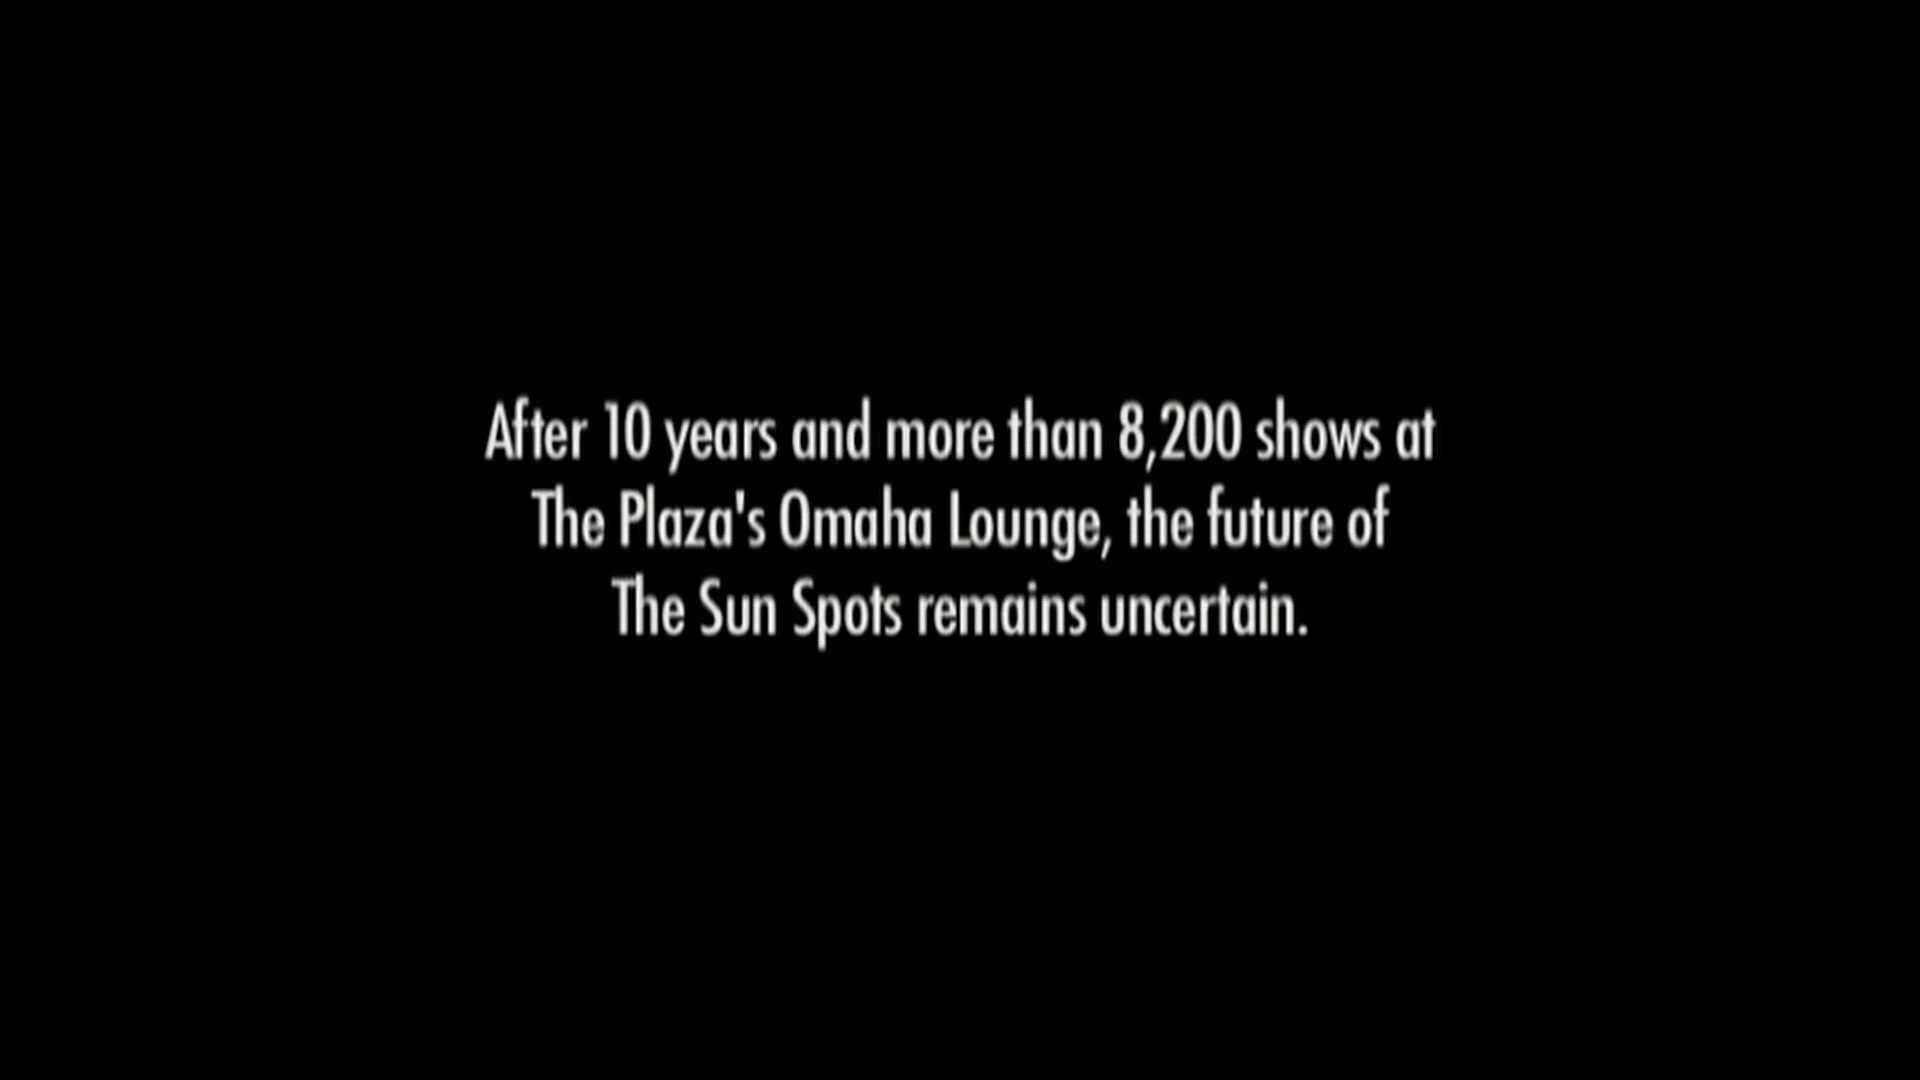 After 10 years and more than 8,200 shows at
The Plaza's Omaha Lounge, the future of
The Sun Spots remains uncertain.